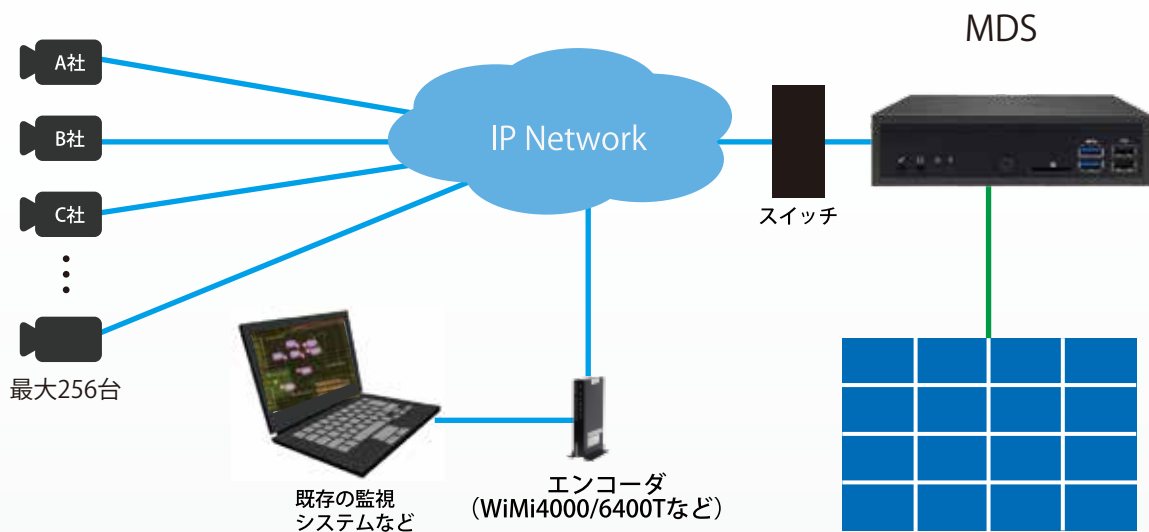 MDS
A社
B社
C社
最大256台
IP Network
スイッチ
既存の監視
システムなど
エンコーダ
(WiMi4000/6400Tなど)